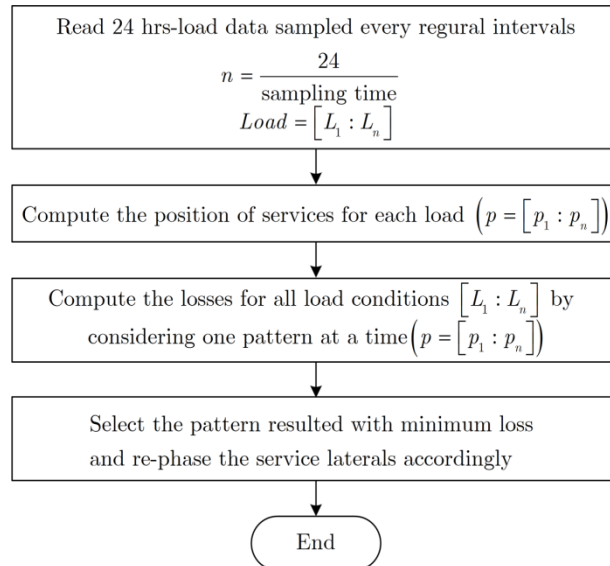 Read 24 hrs-load data sampled every regural intervals
n = 24 / sampling time
Load = [L₁ : Lₙ]
Compute the position of services for each load (p = [p₁ : pₙ])
Compute the losses for all load conditions [L₁ : Lₙ] by
considering one pattern at a time (p = [p₁ : pₙ])
Select the pattern resulted with minimum loss
and re-phase the service laterals accordingly
End